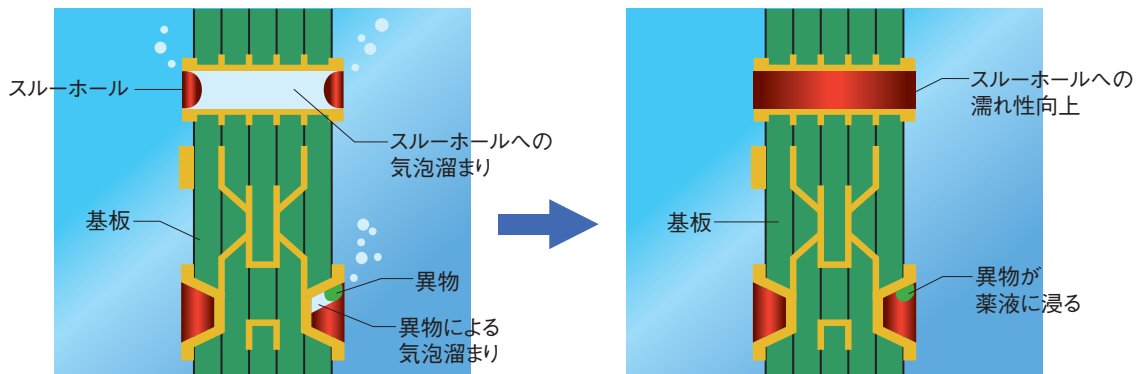 スルーホール
スルーホールへの
気泡溜まり
基板
異物
異物による
気泡溜まり
スルーホールへの
濡れ性向上
基板
異物が
薬液に浸る